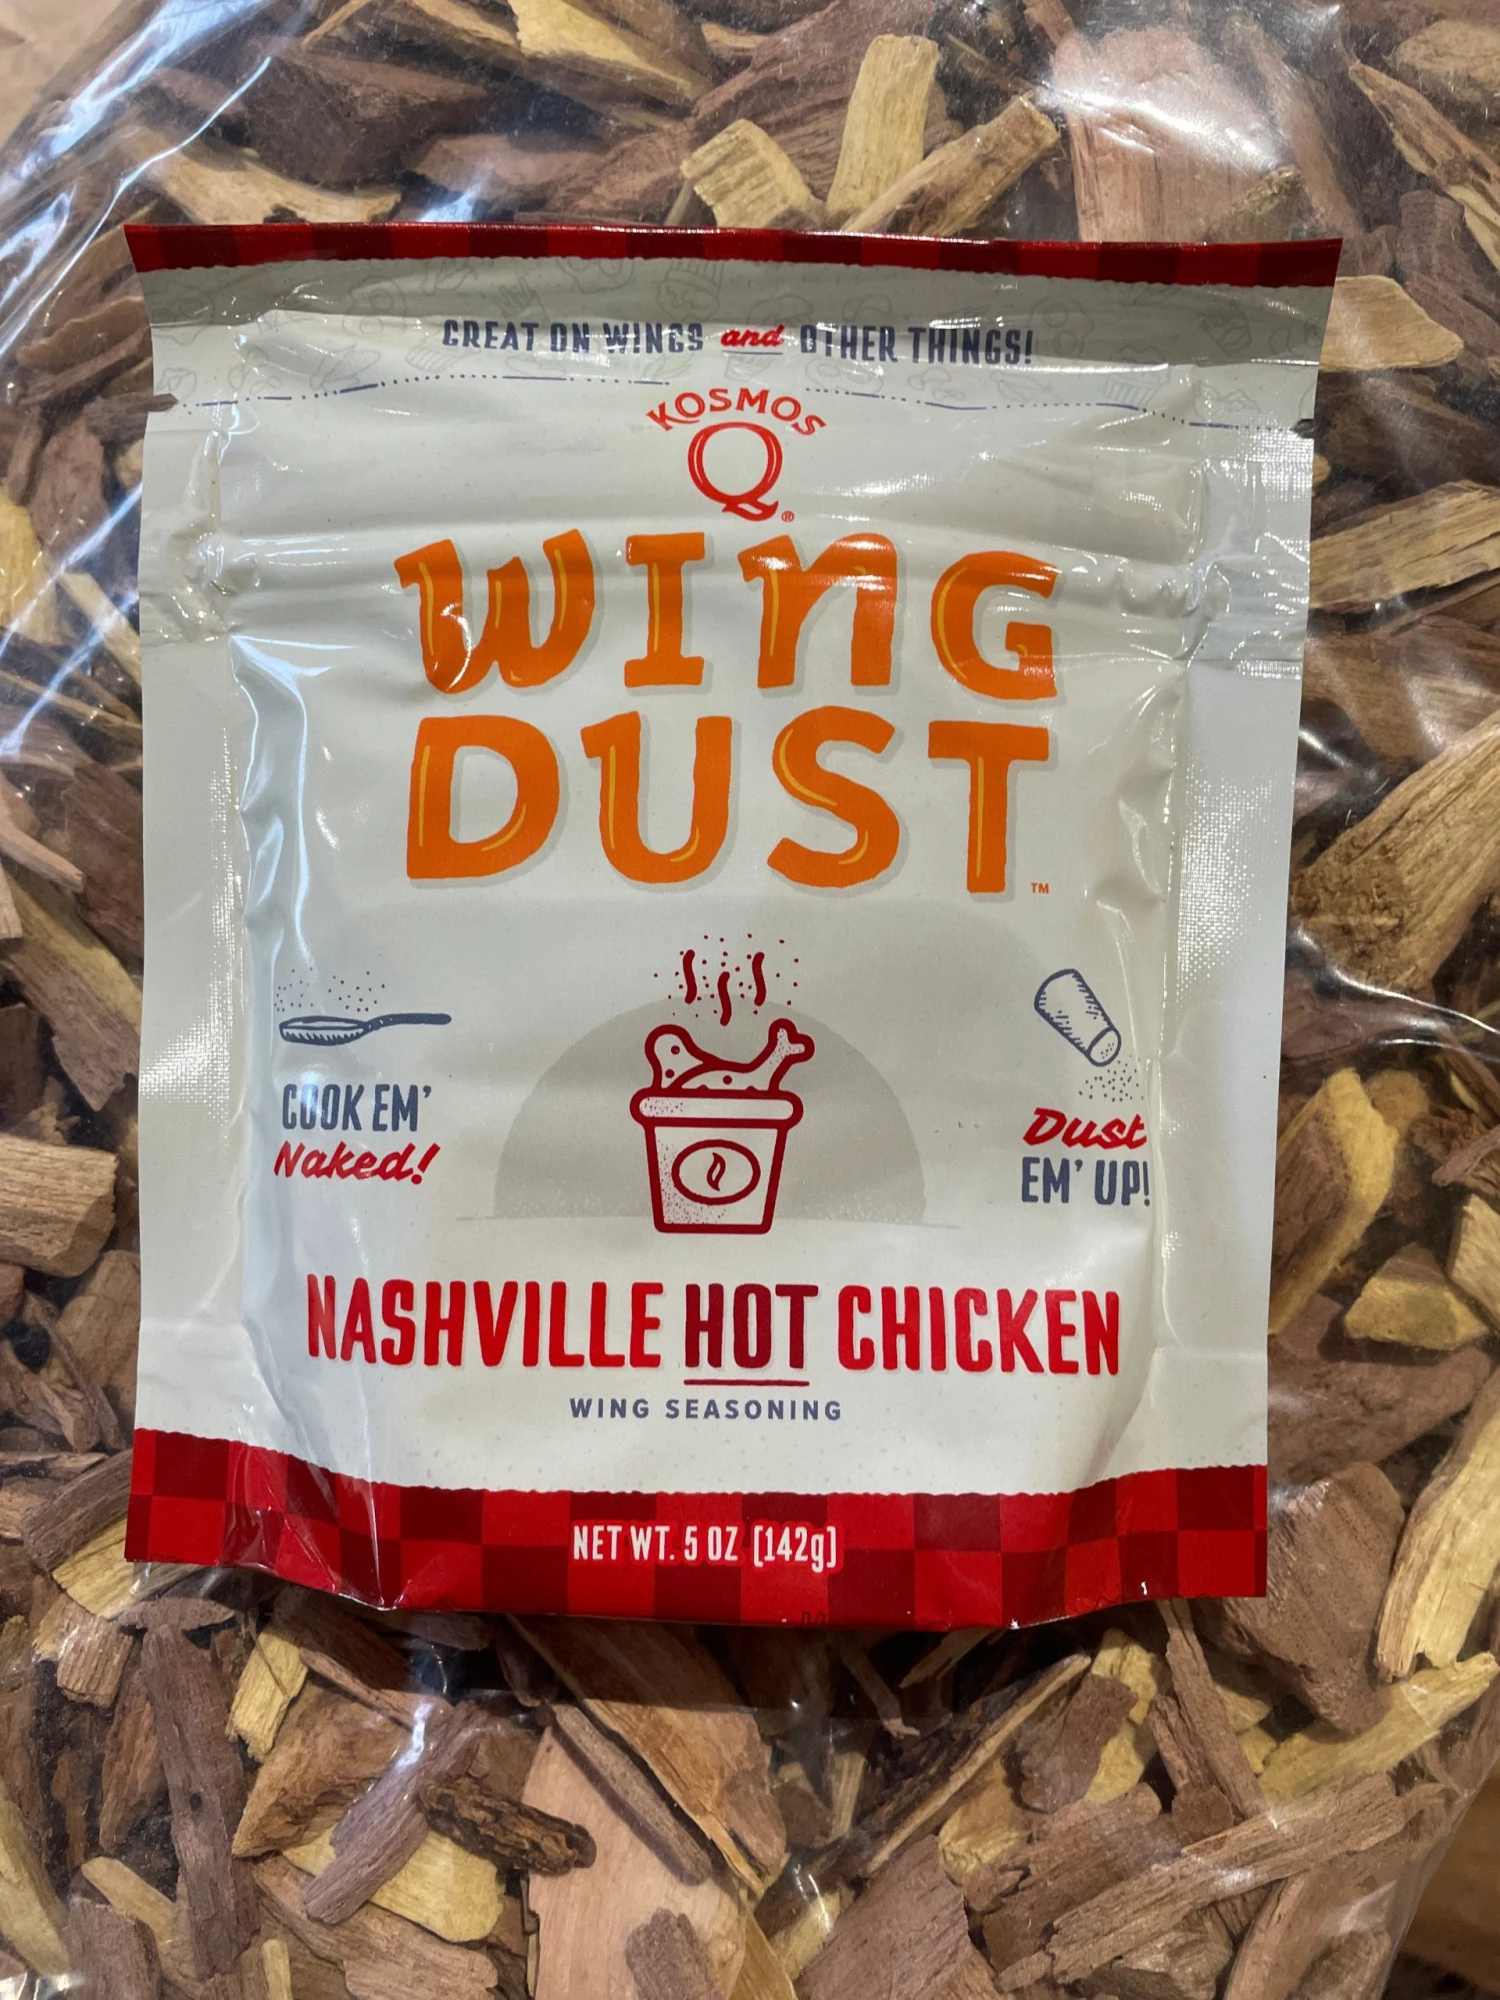 GREAT ON WINGS and OTHER THINGS!
KOSMOS
Q®
WING
DUST™
COOK EM'
Naked!
Dust
EM' UP!
NASHVILLE HOT CHICKEN
WING SEASONING
NET WT. 5 OZ [142g]